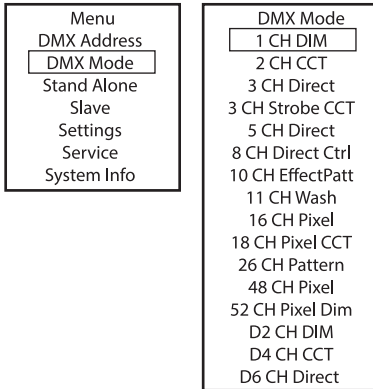 Menu
DMX Address
DMX Mode
Stand Alone
Slave
Settings
Service
System Info
DMX Mode
1 CH DIM
2 CH CCT
3 CH Direct
3 CH Strobe CCT
5 CH Direct
8 CH Direct Ctrl
10 CH EffectPatt
11 CH Wash
16 CH Pixel
18 CH Pixel CCT
26 CH Pattern
48 CH Pixel
52 CH Pixel Dim
D2 CH DIM
D4 CH CCT
D6 CH Direct